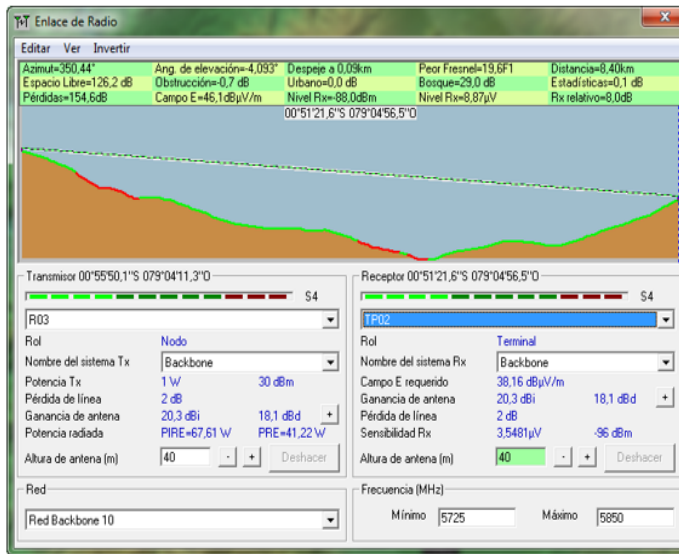 Enlace de Radio
Editar Ver Invertir
Azimut=350,44° Ang. de elevación=-4,093° Despeje a 0,09km Peor Fresnel=19,6F1 Distancia=8,40km
Espacio Libre=126,2 dB Obstrucción=-0,7 dB Urbano=0,0 dB Bosque=29,0 dB Estadísticas=0,1 dB
Pérdidas=154,6dB Campo E=46,1dBµV/m Nivel Rx=-88,0dBm Nivel Rx=8,87µV Rx relativo=8,0dB
00°51'21,6"S 079°04'56,5"O
Transmisor 00°55'50,1"S 079°04'11,3"O
S4
R03
Rol Nodo
Nombre del sistema Tx Backbone
Potencia Tx 1 W 30 dBm
Pérdida de línea 2 dB
Ganancia de antena 20,3 dBi 18,1 dBd +
Potencia radiada PIRE=67,61 W PRE=41,22 W
Altura de antena (m) 40 - + Deshacer
Receptor 00°51'21,6"S 079°04'56,5"O
S4
TP02
Rol Terminal
Nombre del sistema Rx Backbone
Campo E requerido 38,16 dBµV/m
Ganancia de antena 20,3 dBi 18,1 dBd +
Pérdida de línea 2 dB
Sensibilidad Rx 3,5481µV -96 dBm
Altura de antena (m) 40 - + Deshacer
Red
Red Backbone 10
Frecuencia (MHz)
Mínimo 5725 Máximo 5850